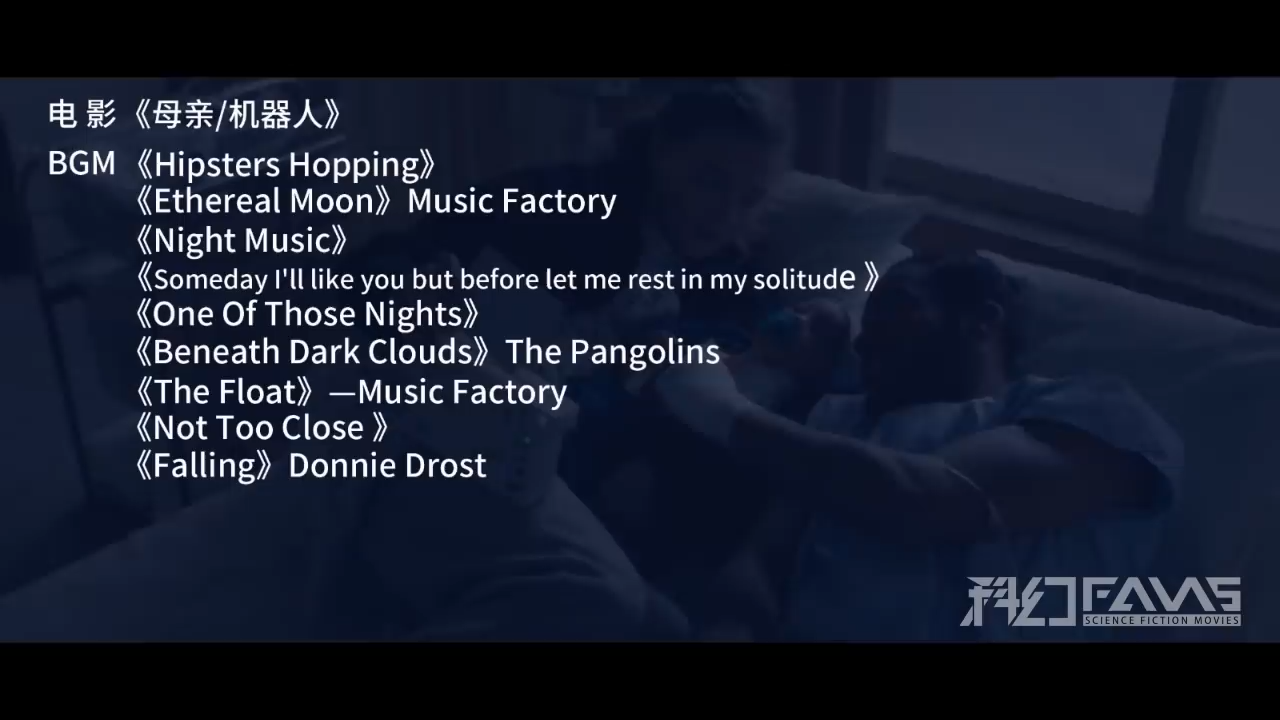 电 影 《母亲/机器人》
BGM 《Hipsters Hopping》
《Ethereal Moon》 Music Factory
《Night Music》
《Someday I'll like you but before let me rest in my solitude 》
《One Of Those Nights》
《Beneath Dark Clouds》 The Pangolins
《The Float》 —Music Factory
《Not Too Close 》
《Falling》 Donnie Drost
科幻FANS
SCIENCE FICTION MOVIES